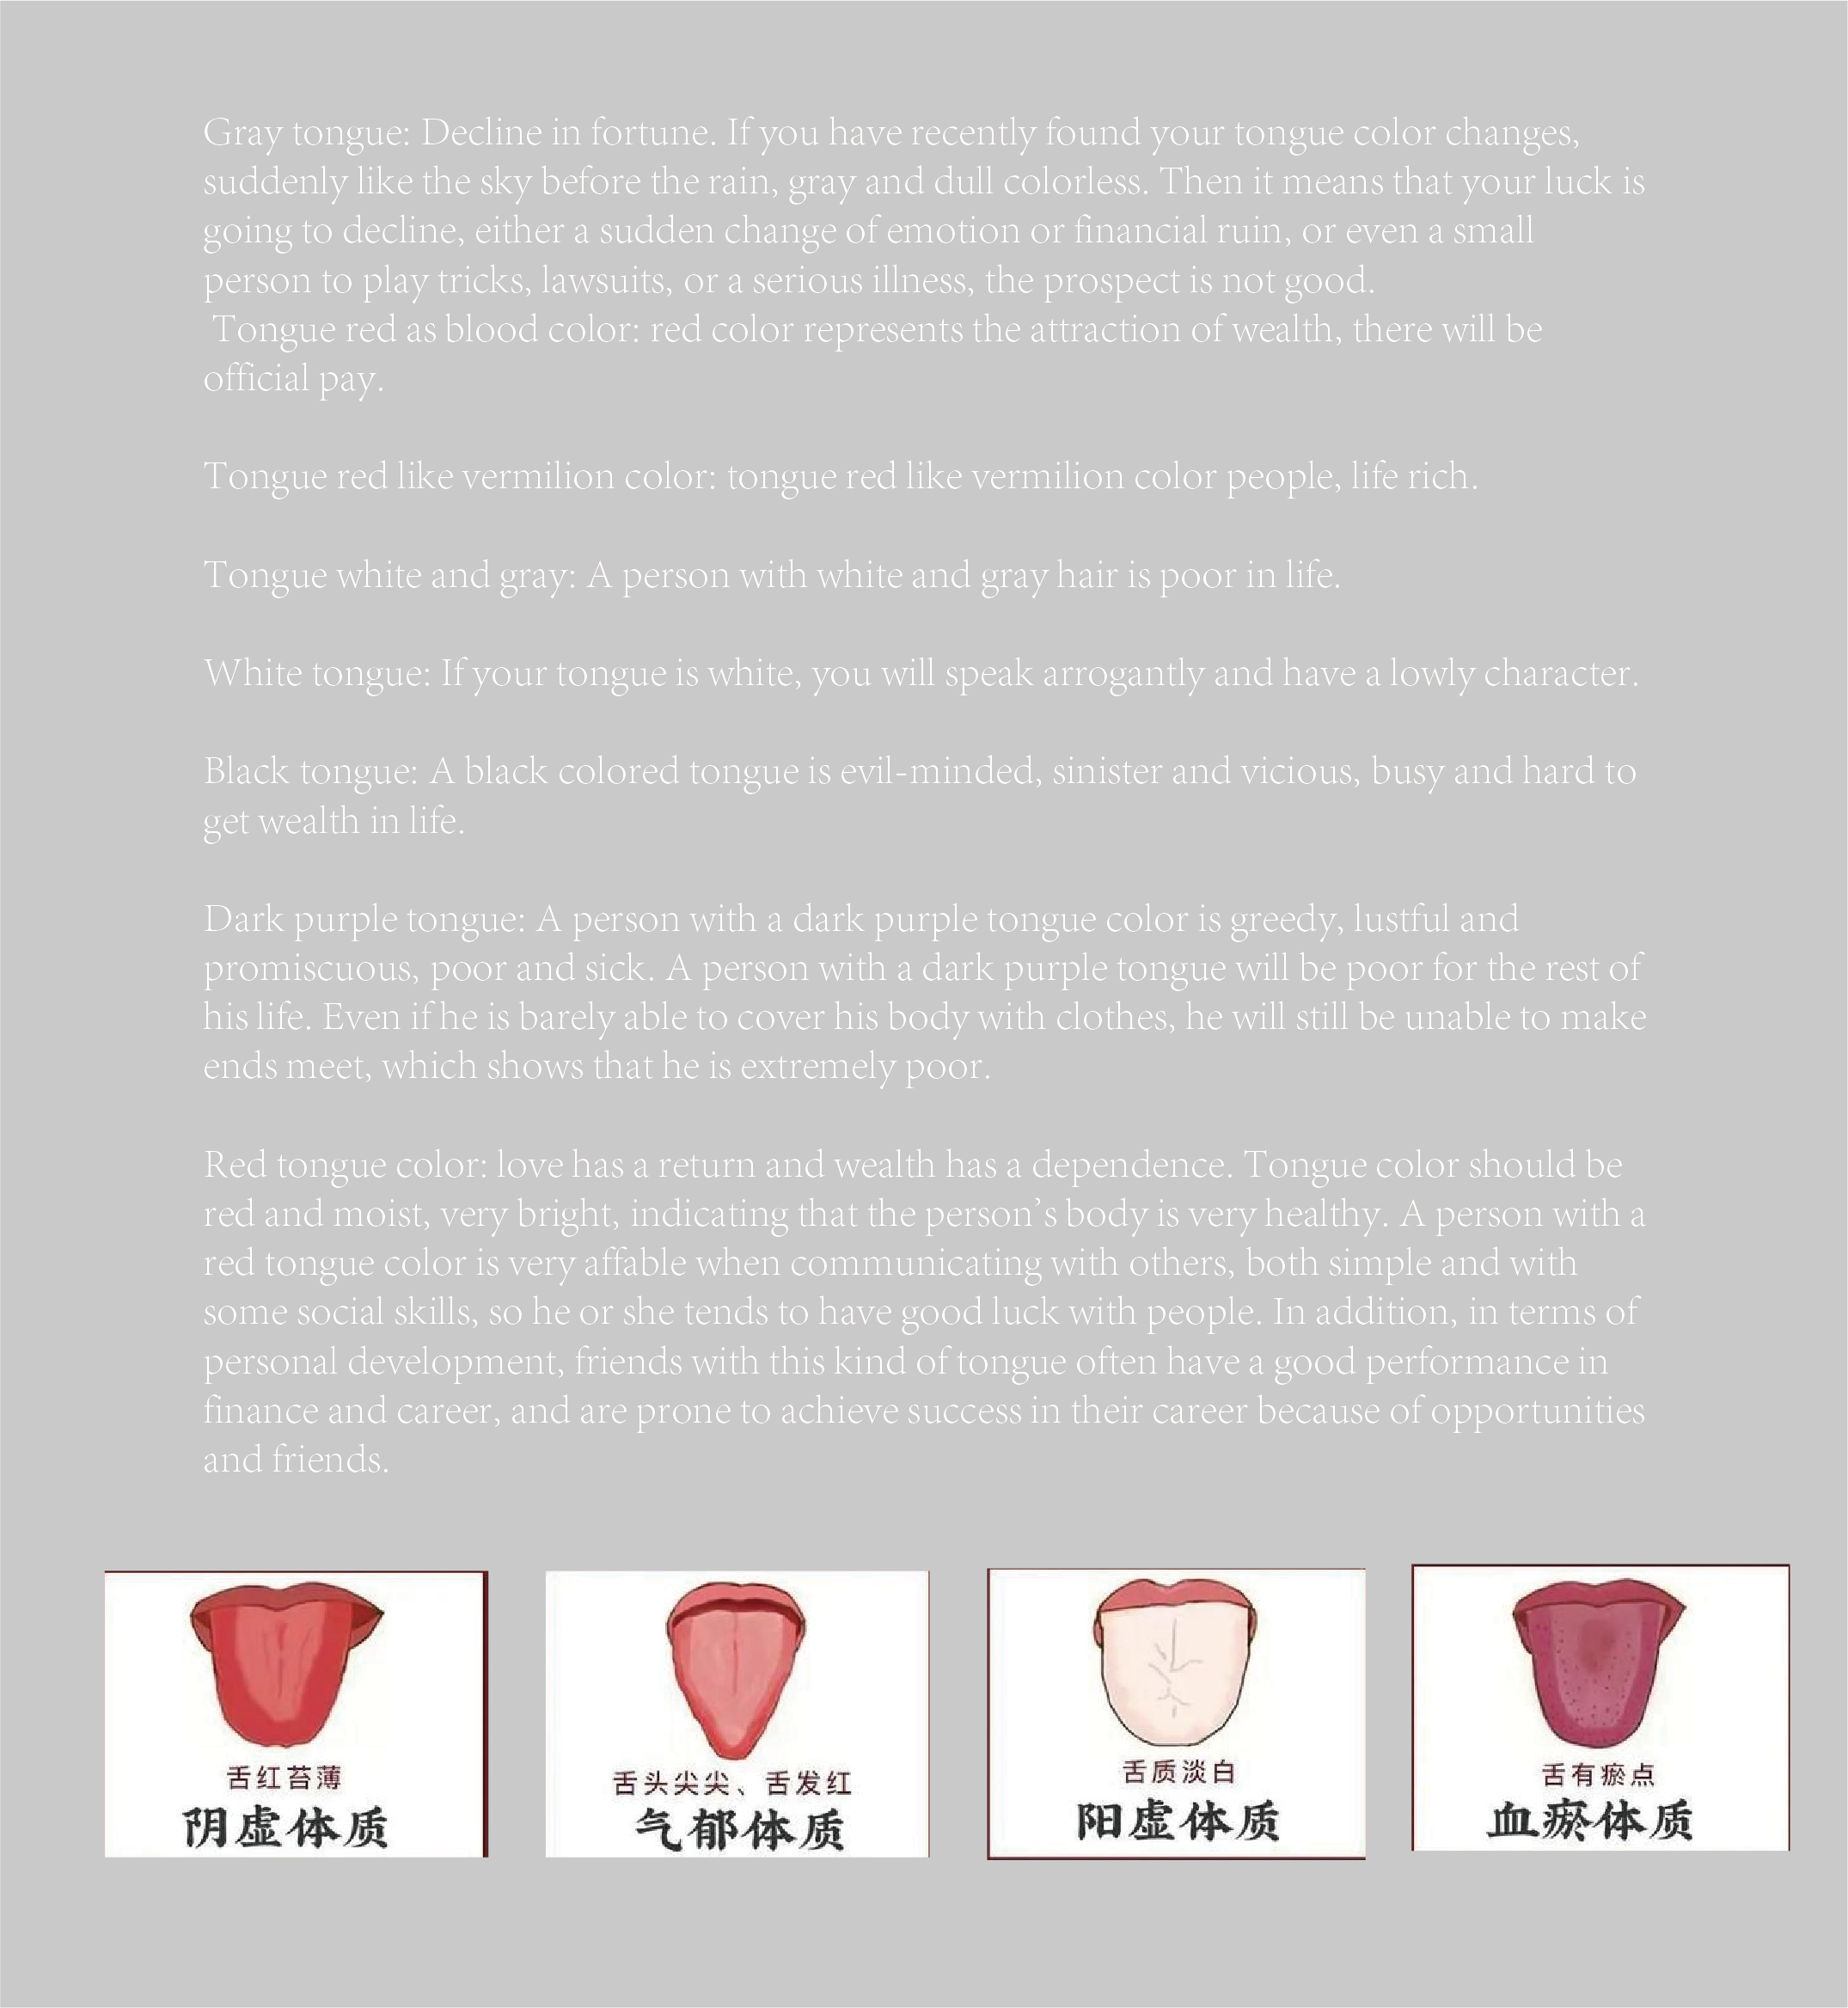 Gray tongue: Decline in fortune. If you have recently found your tongue color changes,
suddenly like the sky before the rain, gray and dull colorless. Then it means that your luck is
going to decline, either a sudden change of emotion or financial ruin, or even a small
person to play tricks, lawsuits, or a serious illness, the prospect is not good.
Tongue red as blood color: red color represents the attraction of wealth, there will be
official pay.
Tongue red like vermilion color: tongue red like vermilion color people, life rich.
Tongue white and gray: A person with white and gray hair is poor in life.
White tongue: If your tongue is white, you will speak arrogantly and have a lowly character.
Black tongue: A black colored tongue is evil-minded, sinister and vicious, busy and hard to
get wealth in life.
Dark purple tongue: A person with a dark purple tongue color is greedy, lustful and
promiscuous, poor and sick. A person with a dark purple tongue will be poor for the rest of
his life. Even if he is barely able to cover his body with clothes, he will still be unable to make
ends meet, which shows that he is extremely poor.
Red tongue color: love has a return and wealth has a dependence. Tongue color should be
red and moist, very bright, indicating that the person’s body is very healthy. A person with a
red tongue color is very affable when communicating with others, both simple and with
some social skills, so he or she tends to have good luck with people. In addition, in terms of
personal development, friends with this kind of tongue often have a good performance in
finance and career, and are prone to achieve success in their career because of opportunities
and friends.
舌红苔薄
阴虚体质
舌头尖尖、舌发红
气郁体质
舌质淡白
阳虚体质
舌有瘀点
血瘀体质